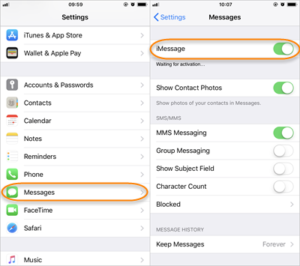 09:59
Settings
iTunes & App Store
Wallet & Apple Pay
Accounts & Passwords
Contacts
Calendar
Notes
Reminders
Phone
Messages
FaceTime
Safari
Music
10:07
Settings
Messages
iMessage
Waiting for activation...
Show Contact Photos
Show photos of your contacts in Messages.
SMS/MMS
MMS Messaging
Group Messaging
Show Subject Field
Character Count
Blocked
MESSAGE HISTORY
Keep Messages Forever